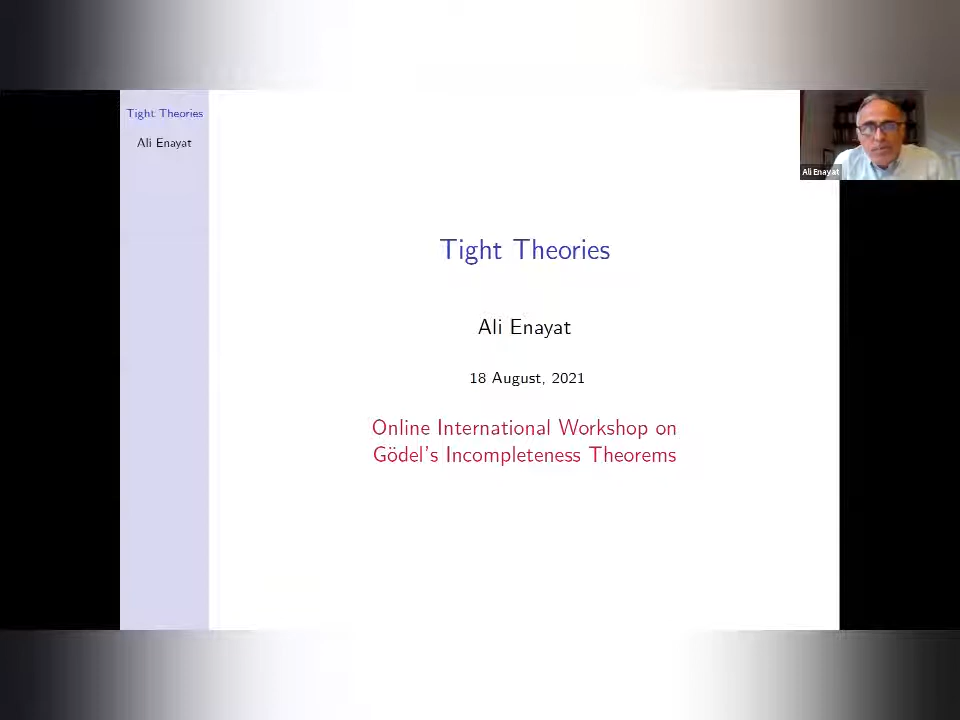 Tight Theories
Ali Enayat
Ali Enayat
Tight Theories
Ali Enayat
18 August, 2021
Online International Workshop on
Gödel's Incompleteness Theorems